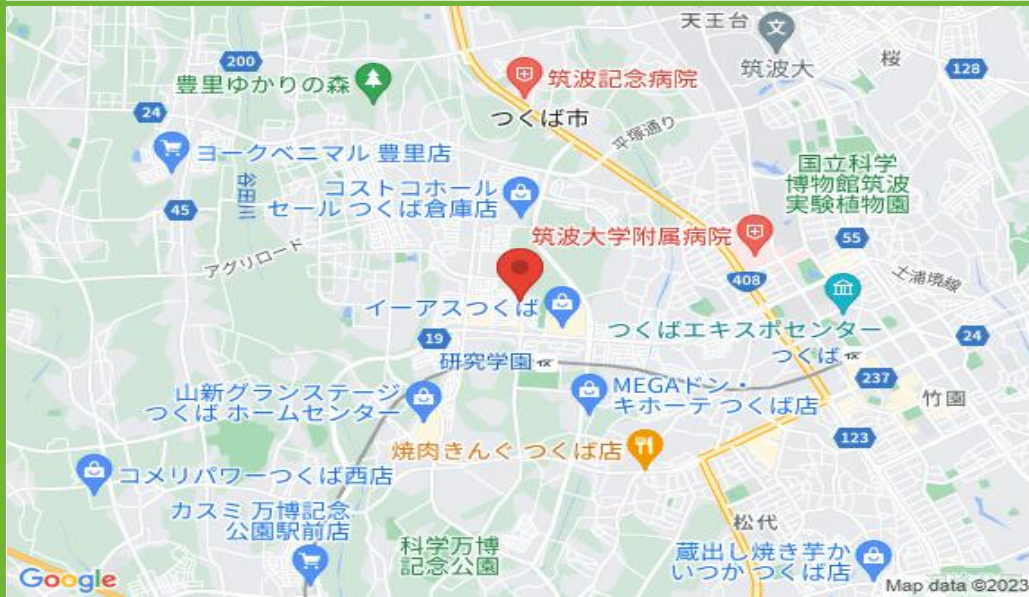 天王台
筑波大
桜
128
200
豊里ゆかりの森
筑波記念病院
つくば市
平塚通り
24
ヨークベニマル 豊里店
谷田川
国立科学
博物館筑波
実験植物園
コストコホール
セール つくば倉庫店
45
筑波大学附属病院
55
アグリロード
408
土浦境線
イーアスつくば
つくばエキスポセンター
19
24
研究学園
つくば
237
山新グランステージ
つくば ホームセンター
MEGAドン・
キホーテ つくば店
竹園
123
焼肉きんぐ つくば店
コメリパワーつくば西店
カスミ 万博記念
公園駅前店
松代
科学万博
記念公園
蔵出し焼き芋か
いつか つくば店
Google
Map data ©2023